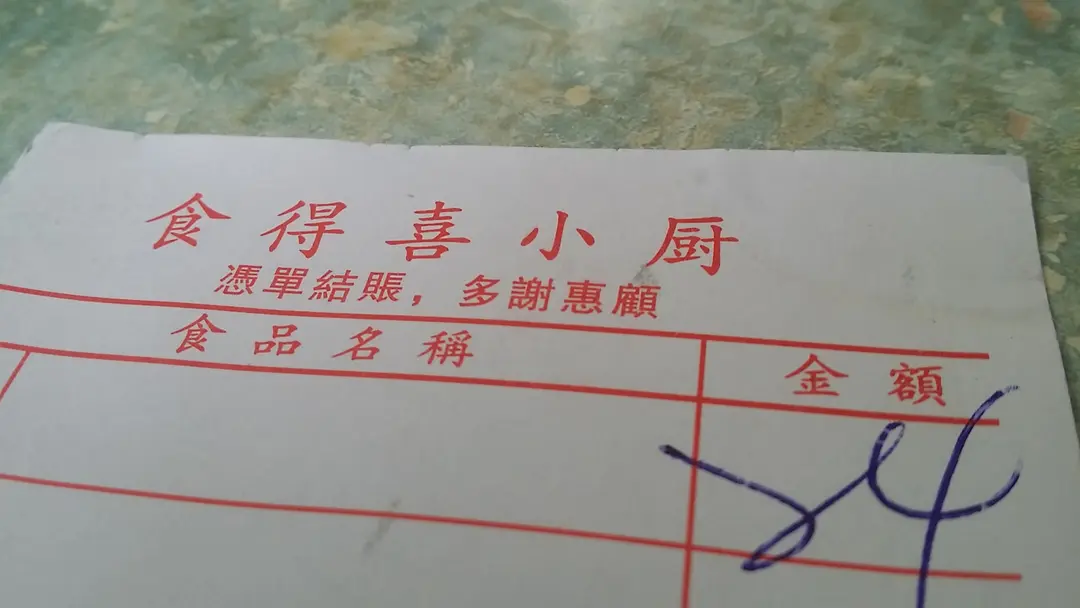 食得喜小厨
憑單結賬，多謝惠顧
食品名稱
金額